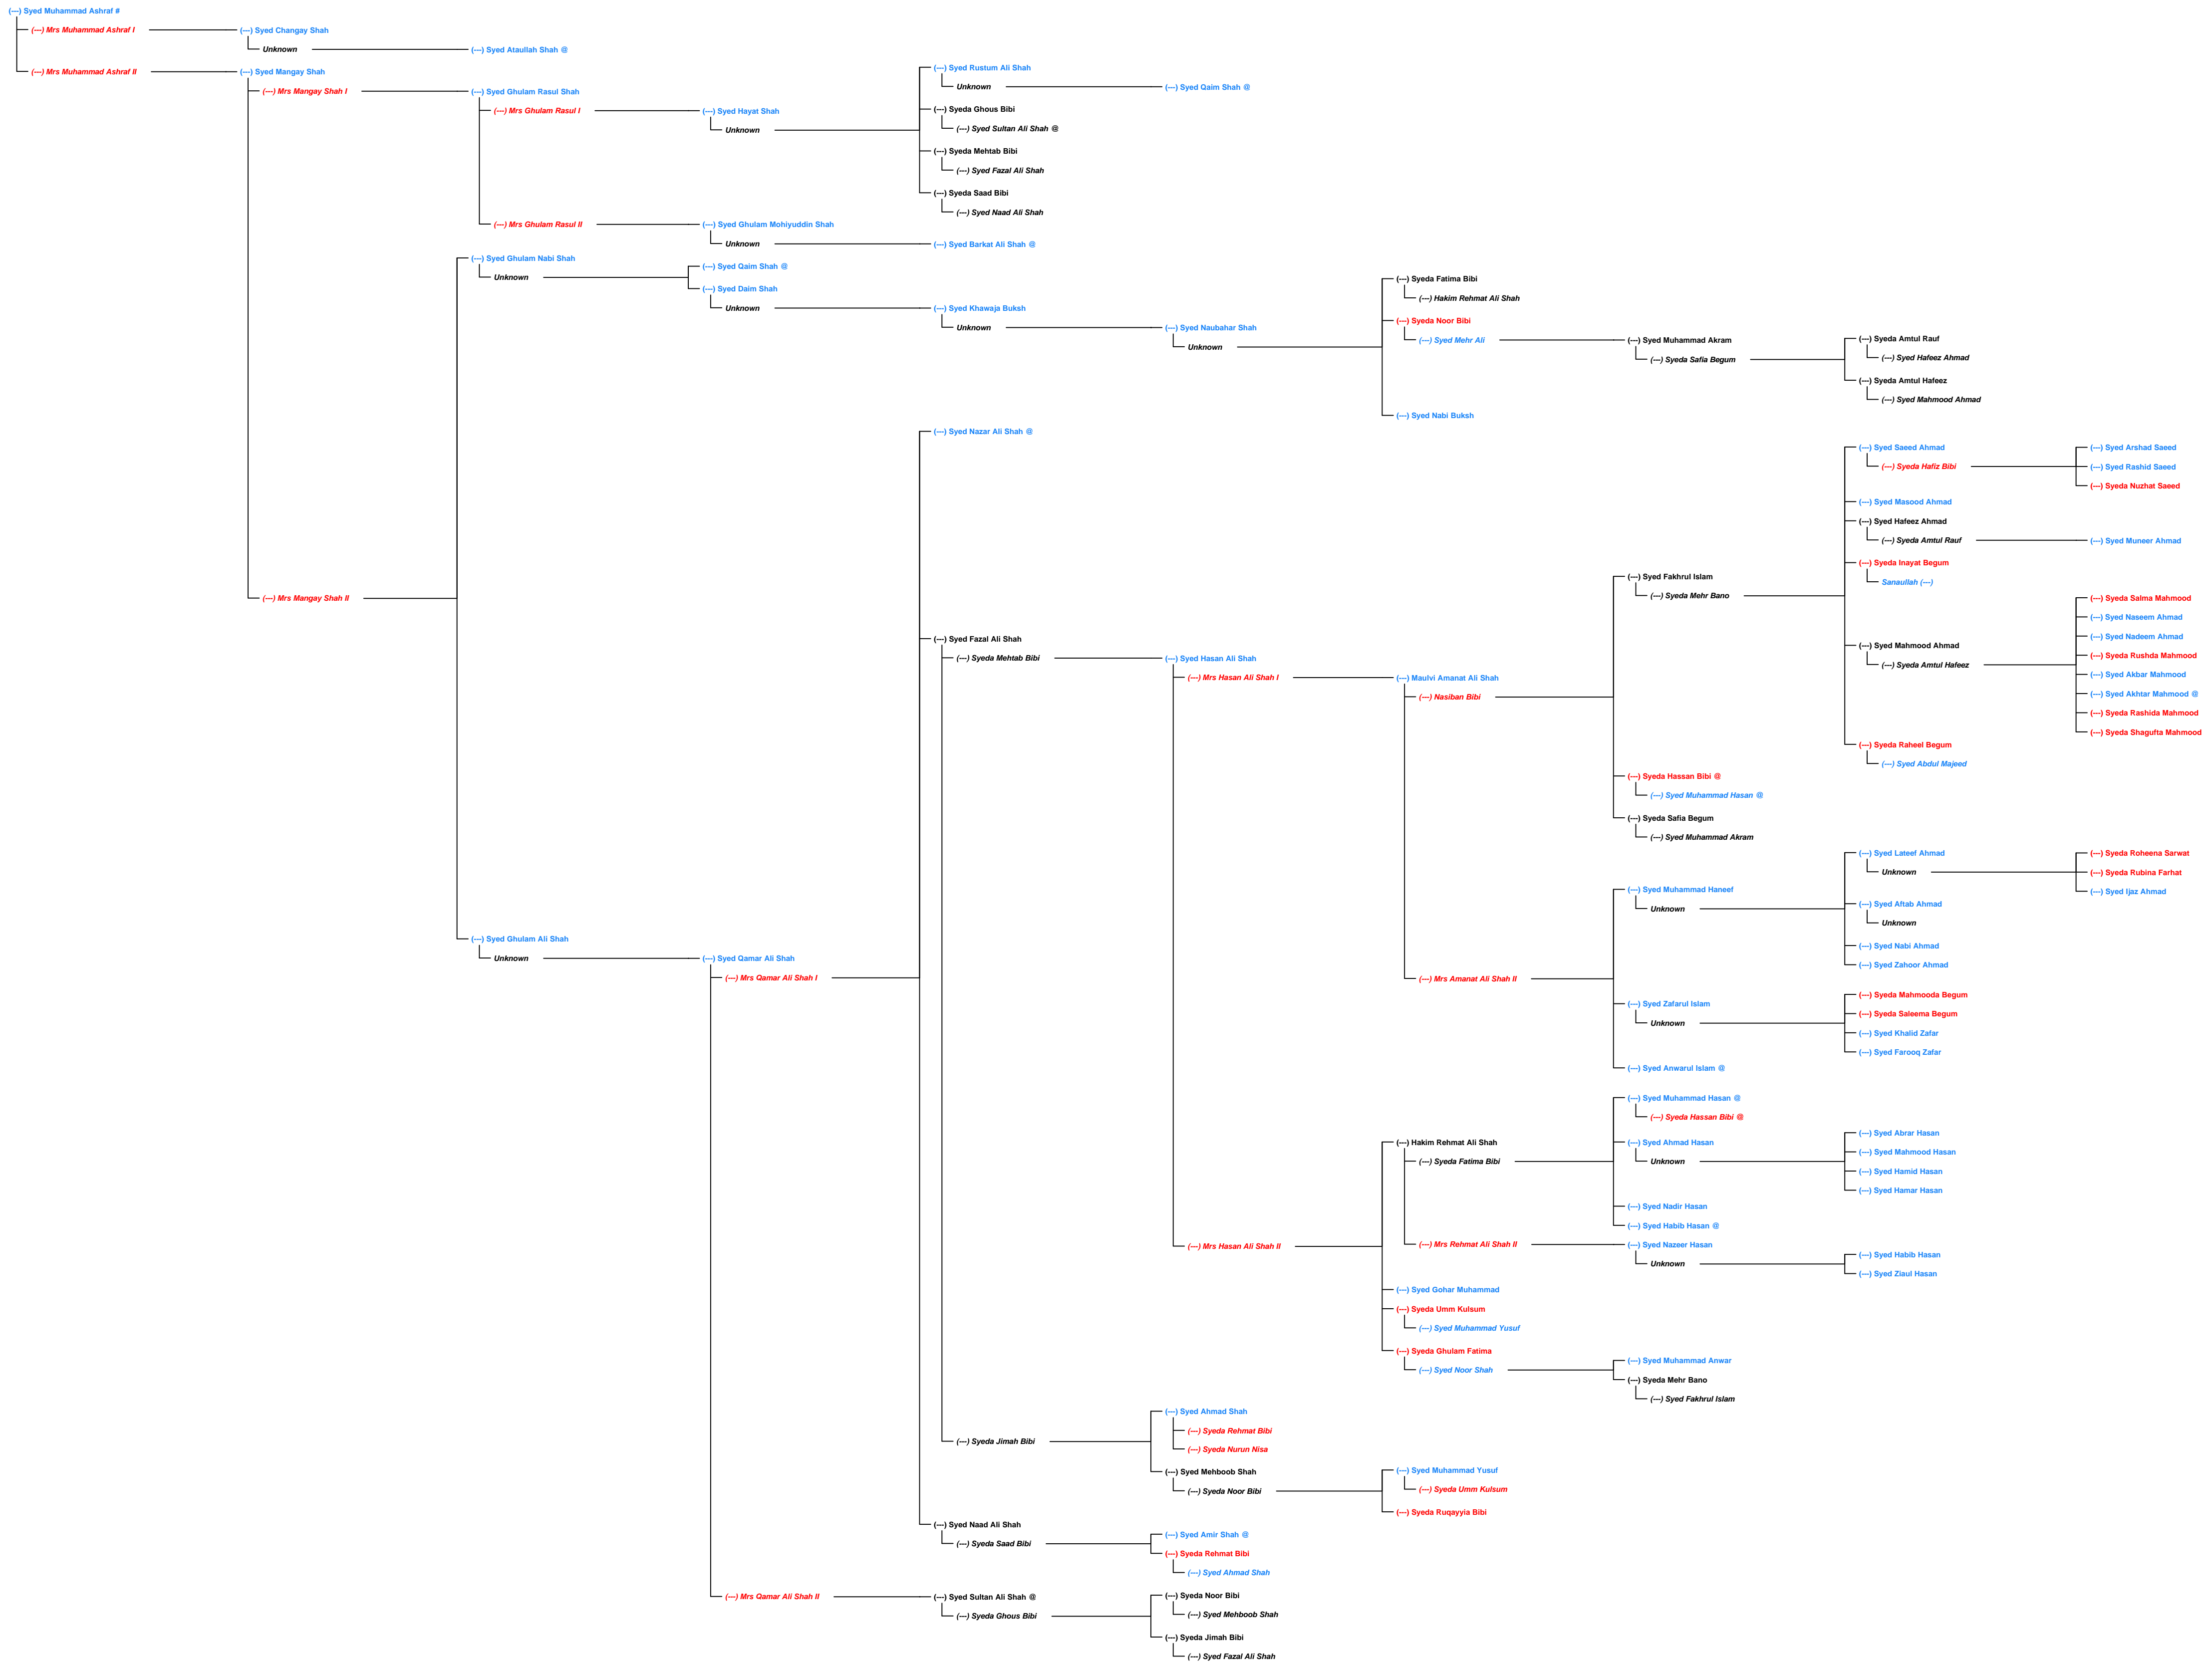 (---) Syed Muhammad Ashraf #
(---) Mrs Muhammad Ashraf I
(---) Syed Changay Shah
Unknown
(---) Syed Ataullah Shah @
(---) Mrs Muhammad Ashraf II
(---) Syed Mangay Shah
(---) Mrs Mangay Shah I
(---) Syed Ghulam Rasul Shah
(---) Mrs Ghulam Rasul I
(---) Syed Hayat Shah
Unknown
(---) Syed Rustum Ali Shah
Unknown
(---) Syed Qaim Shah @
(---) Syeda Ghous Bibi
(---) Syed Sultan Ali Shah @
(---) Syeda Mehtab Bibi
(---) Syed Fazal Ali Shah
(---) Syeda Saad Bibi
(---) Syed Naad Ali Shah
(---) Mrs Ghulam Rasul II
(---) Syed Ghulam Mohiyuddin Shah
Unknown
(---) Syed Barkat Ali Shah @
(---) Mrs Mangay Shah II
(---) Syed Ghulam Nabi Shah
Unknown
(---) Syed Qaim Shah @
(---) Syed Daim Shah
Unknown
(---) Syed Khawaja Buksh
Unknown
(---) Syed Naubahar Shah
Unknown
(---) Syeda Fatima Bibi
(---) Hakim Rehmat Ali Shah
(---) Syeda Noor Bibi
(---) Syed Mehr Ali
(---) Syed Muhammad Akram
(---) Syeda Safia Begum
(---) Syeda Amtul Rauf
(---) Syed Hafeez Ahmad
(---) Syeda Amtul Hafeez
(---) Syed Mahmood Ahmad
(---) Syed Nabi Buksh
(---) Syed Ghulam Ali Shah
Unknown
(---) Syed Qamar Ali Shah
(---) Mrs Qamar Ali Shah I
(---) Syed Nazar Ali Shah @
(---) Syed Fazal Ali Shah
(---) Syeda Mehtab Bibi
(---) Syed Hasan Ali Shah
(---) Mrs Hasan Ali Shah I
(---) Maulvi Amanat Ali Shah
(---) Nasiban Bibi
(---) Syed Fakhrul Islam
(---) Syeda Mehr Bano
(---) Syed Saeed Ahmad
(---) Syeda Hafiz Bibi
(---) Syed Arshad Saeed
(---) Syed Rashid Saeed
(---) Syeda Nuzhat Saeed
(---) Syed Masood Ahmad
(---) Syed Hafeez Ahmad
(---) Syeda Amtul Rauf
(---) Syed Muneer Ahmad
(---) Syeda Inayat Begum
Sanaullah (---)
(---) Syed Mahmood Ahmad
(---) Syeda Amtul Hafeez
(---) Syeda Salma Mahmood
(---) Syed Naseem Ahmad
(---) Syed Nadeem Ahmad
(---) Syeda Rushda Mahmood
(---) Syed Akbar Mahmood
(---) Syed Akhtar Mahmood @
(---) Syeda Rashida Mahmood
(---) Syeda Shagufta Mahmood
(---) Syeda Raheel Begum
(---) Syed Abdul Majeed
(---) Syeda Hassan Bibi @
(---) Syed Muhammad Hasan @
(---) Syeda Safia Begum
(---) Syed Muhammad Akram
(---) Mrs Amanat Ali Shah II
(---) Syed Muhammad Haneef
Unknown
(---) Syed Lateef Ahmad
Unknown
(---) Syeda Roheena Sarwat
(---) Syeda Rubina Farhat
(---) Syed Ijaz Ahmad
(---) Syed Aftab Ahmad
Unknown
(---) Syed Nabi Ahmad
(---) Syed Zahoor Ahmad
(---) Syed Zafarul Islam
Unknown
(---) Syeda Mahmooda Begum
(---) Syeda Saleema Begum
(---) Syed Khalid Zafar
(---) Syed Farooq Zafar
(---) Syed Anwarul Islam @
(---) Mrs Hasan Ali Shah II
(---) Hakim Rehmat Ali Shah
(---) Syeda Fatima Bibi
(---) Syed Muhammad Hasan @
(---) Syeda Hassan Bibi @
(---) Syed Ahmad Hasan
Unknown
(---) Syed Abrar Hasan
(---) Syed Mahmood Hasan
(---) Syed Hamid Hasan
(---) Syed Hamar Hasan
(---) Syed Nadir Hasan
(---) Syed Habib Hasan @
(---) Mrs Rehmat Ali Shah II
(---) Syed Nazeer Hasan
Unknown
(---) Syed Habib Hasan
(---) Syed Ziaul Hasan
(---) Syed Gohar Muhammad
(---) Syeda Umm Kulsum
(---) Syed Muhammad Yusuf
(---) Syeda Ghulam Fatima
(---) Syed Noor Shah
(---) Syed Muhammad Anwar
(---) Syeda Mehr Bano
(---) Syed Fakhrul Islam
(---) Syeda Jimah Bibi
(---) Syed Ahmad Shah
(---) Syeda Rehmat Bibi
(---) Syeda Nurun Nisa
(---) Syed Mehboob Shah
(---) Syeda Noor Bibi
(---) Syed Muhammad Yusuf
(---) Syeda Umm Kulsum
(---) Syeda Ruqayyia Bibi
(---) Syed Naad Ali Shah
(---) Syeda Saad Bibi
(---) Syed Amir Shah @
(---) Syeda Rehmat Bibi
(---) Syed Ahmad Shah
(---) Mrs Qamar Ali Shah II
(---) Syed Sultan Ali Shah @
(---) Syeda Ghous Bibi
(---) Syeda Noor Bibi
(---) Syed Mehboob Shah
(---) Syeda Jimah Bibi
(---) Syed Fazal Ali Shah